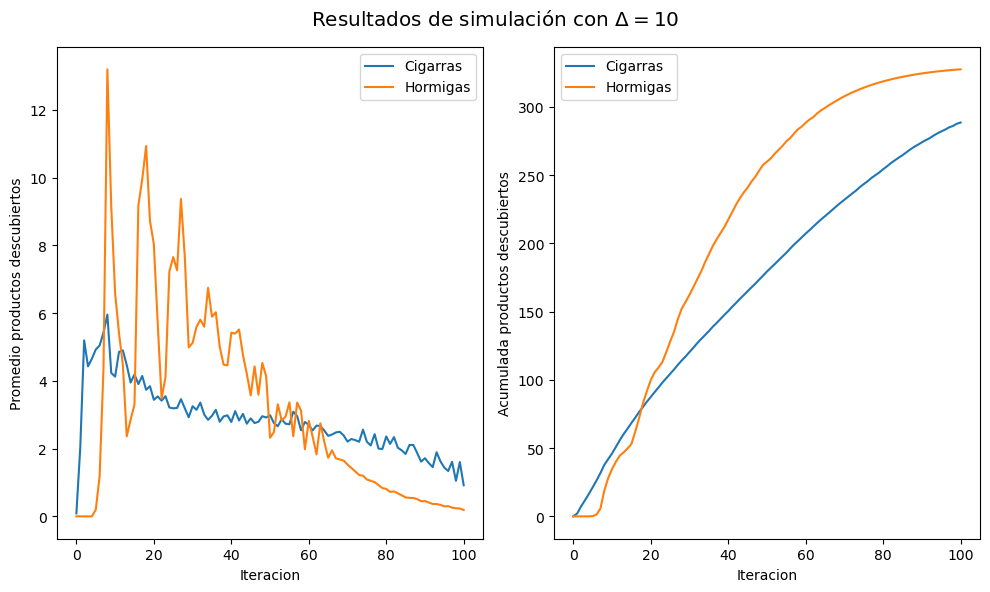 Resultados de simulación con Δ = 10
Promedio productos descubiertos
12
10
8
6
4
2
0
0 20 40 60 80 100
Iteracion
Cigarras
Hormigas
Acumulada productos descubiertos
300
250
200
150
100
50
0
0 20 40 60 80 100
Iteracion
Cigarras
Hormigas